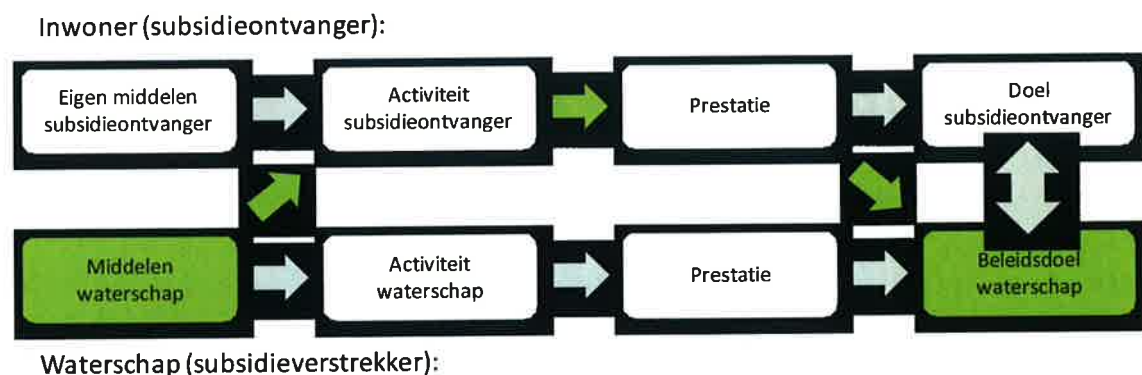 Inwoner (subsidieontvanger):
Eigen middelen
subsidieontvanger
Activiteit
subsidieontvanger
Prestatie
Doel
subsidieontvanger
Middelen
waterschap
Activiteit
waterschap
Prestatie
Beleidsdoel
waterschap
Waterschap (subsidieverstrekker):